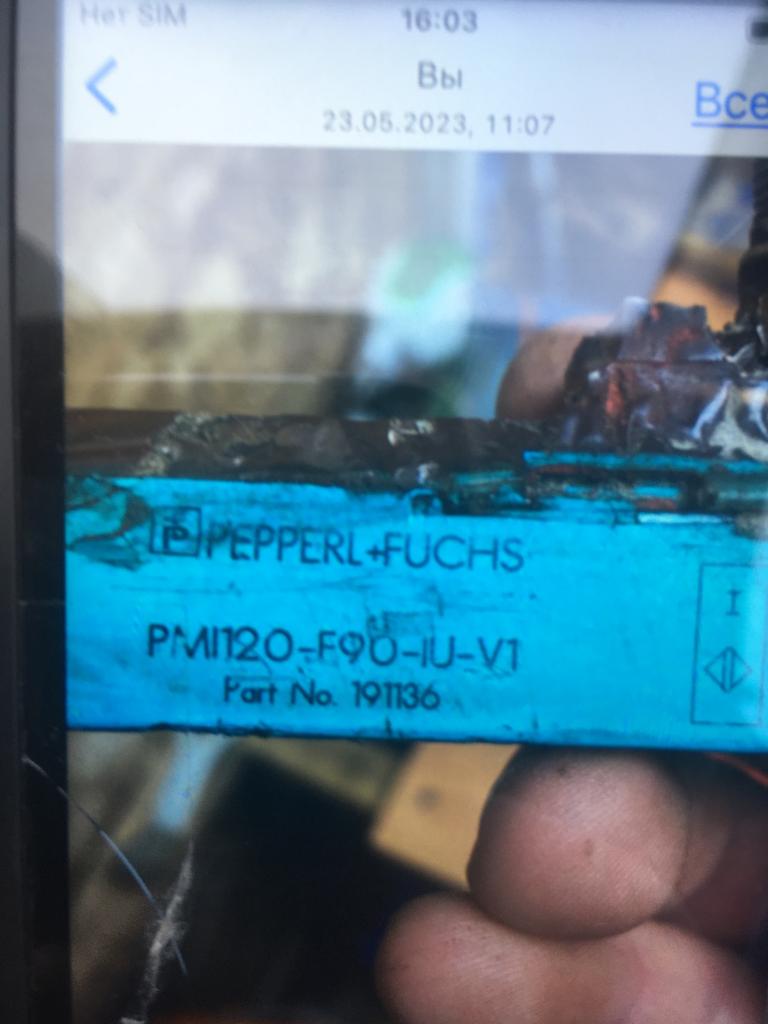 Нет SIM 16:03
Вы
23.05.2023, 11:07
Все
PEPPERL+FUCHS
PMI120-F90-IU-V1
Part No. 191136
I